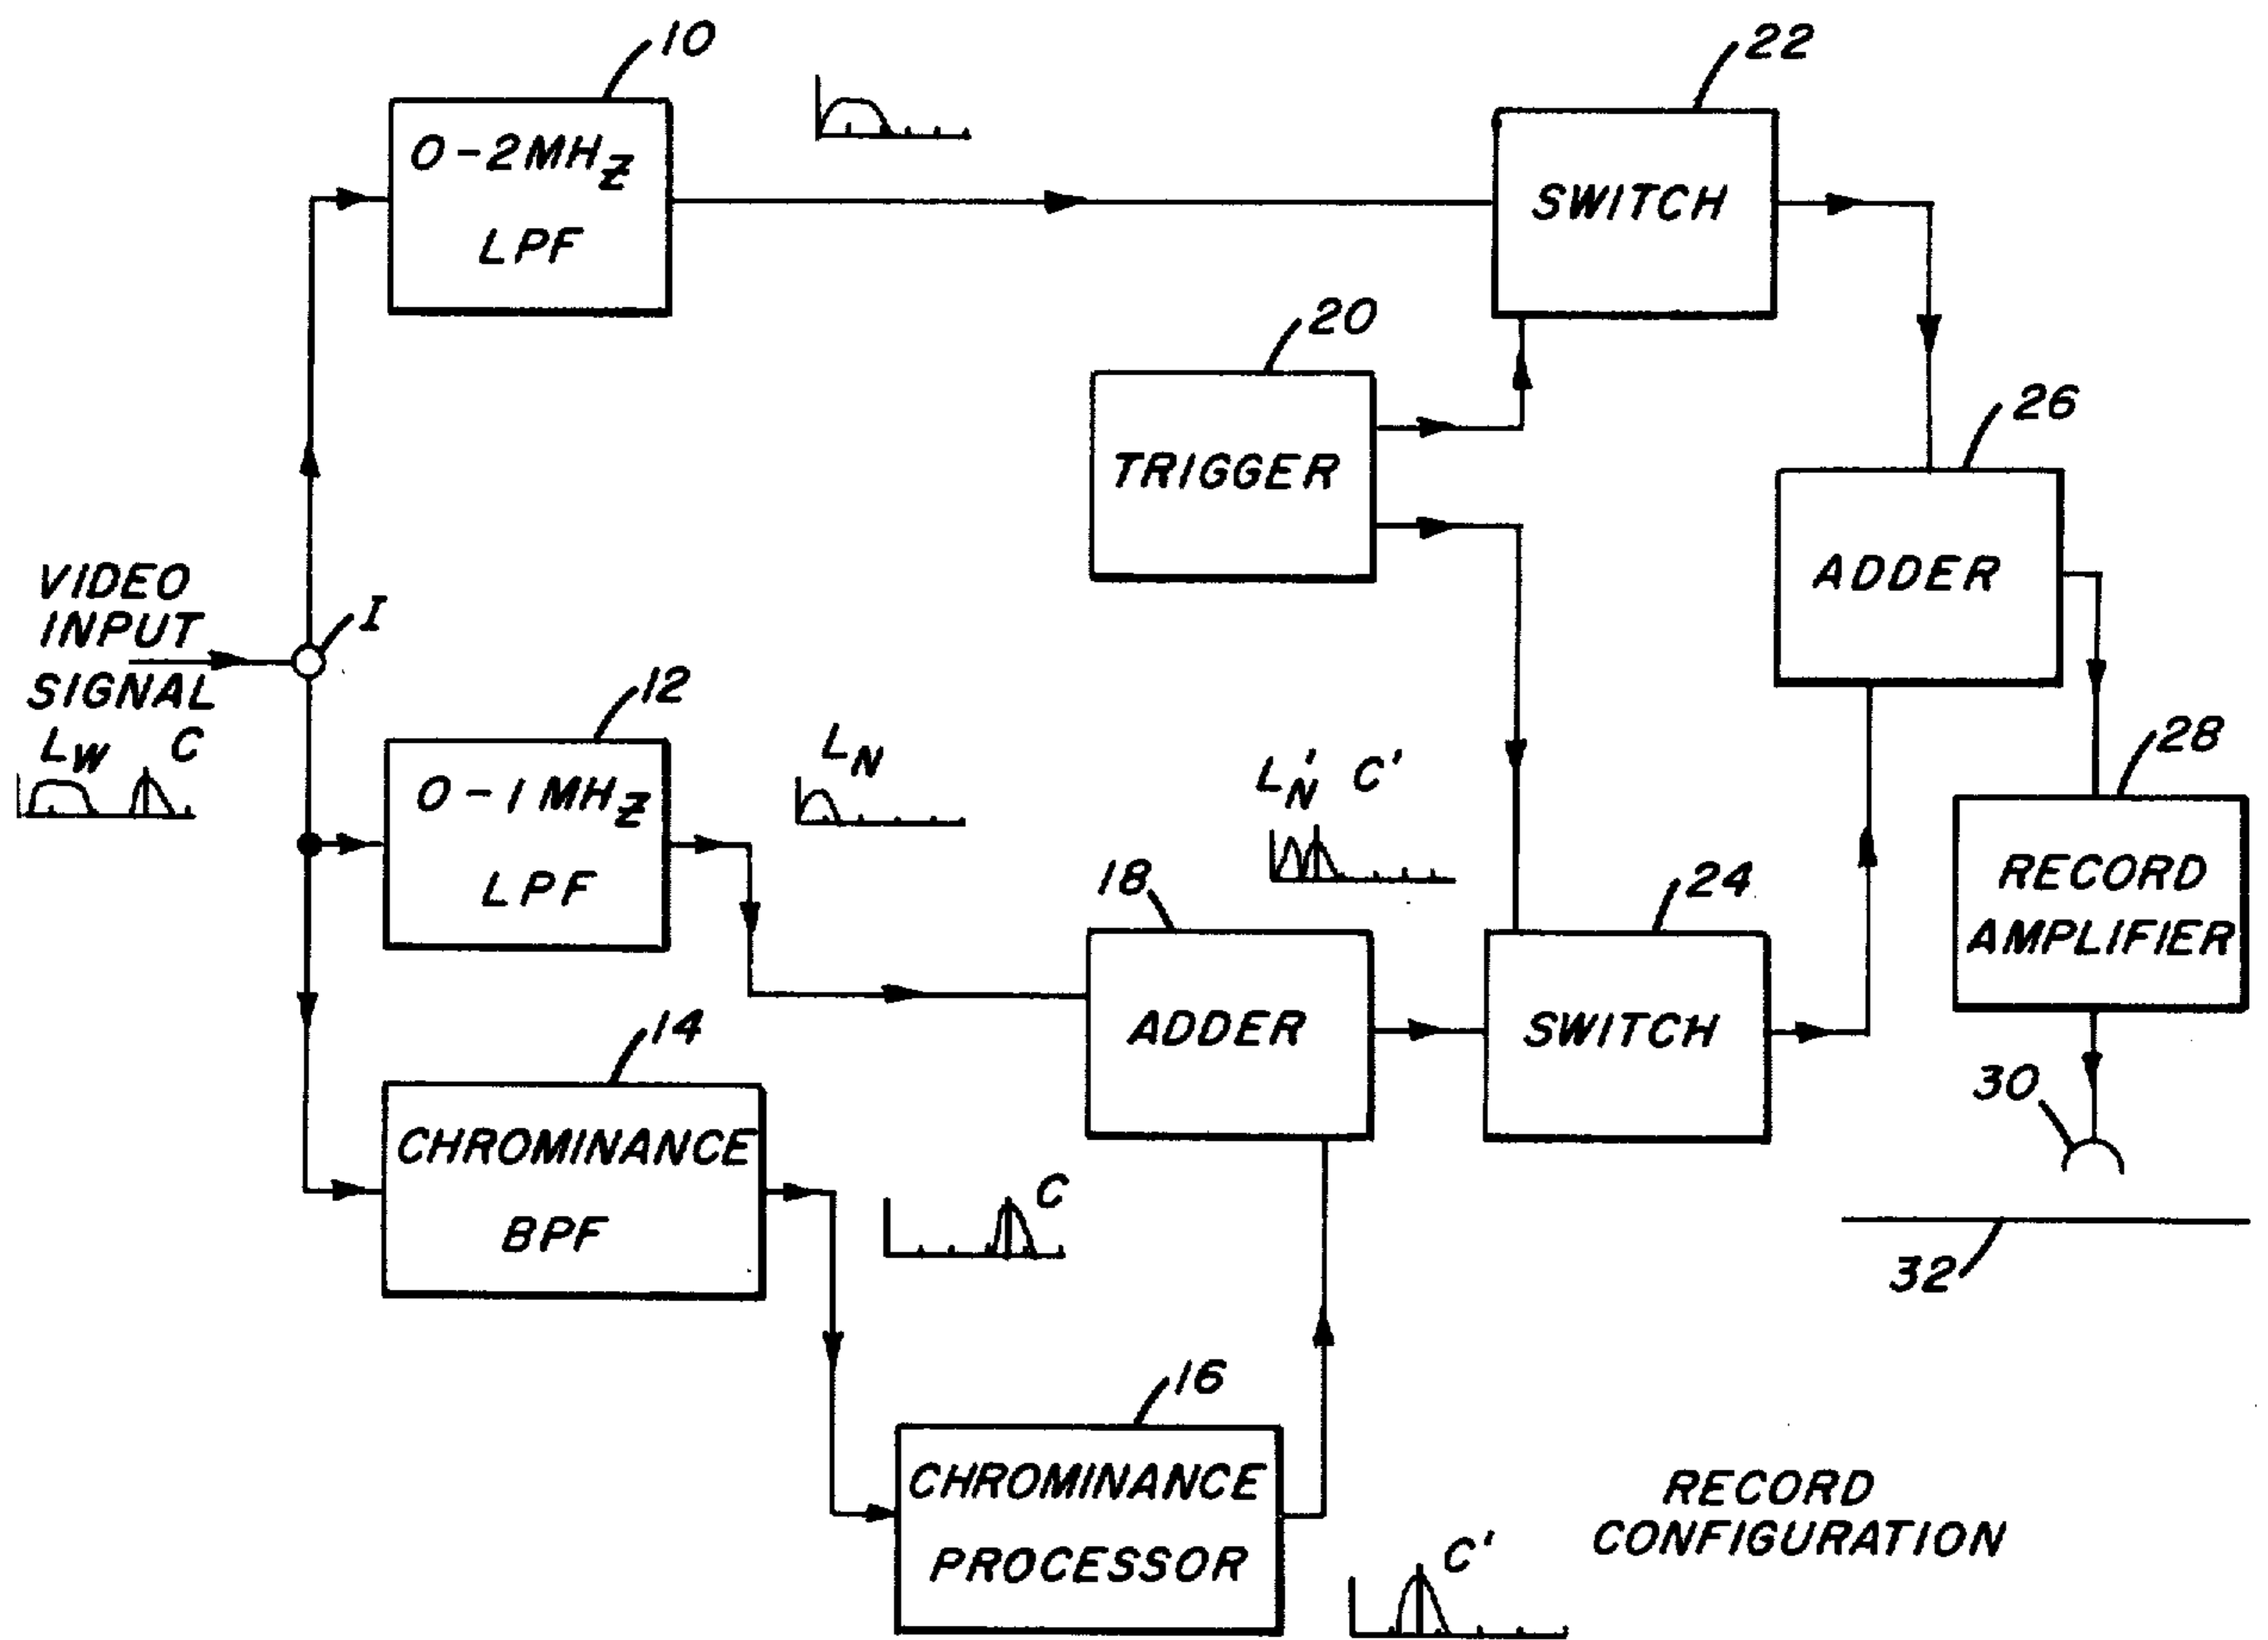 10
0-2MHZ
LPF
22
SWITCH
20
TRIGGER
26
ADDER
VIDEO
INPUT
SIGNAL
I
LW C
12
0-1MHZ
LPF
LN
LN' C'
28
RECORD
AMPLIFIER
18
ADDER
24
SWITCH
14
CHROMINANCE
BPF
C
30
32
16
CHROMINANCE
PROCESSOR
C'
RECORD
CONFIGURATION